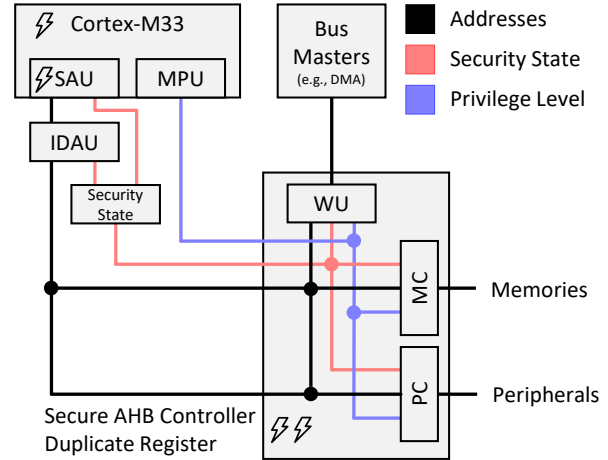 Cortex-M33
SAU
MPU
IDAU
Security
State
Bus
Masters
(e.g., DMA)
Addresses
Security State
Privilege Level
WU
MC
Memories
PC
Peripherals
Secure AHB Controller
Duplicate Register